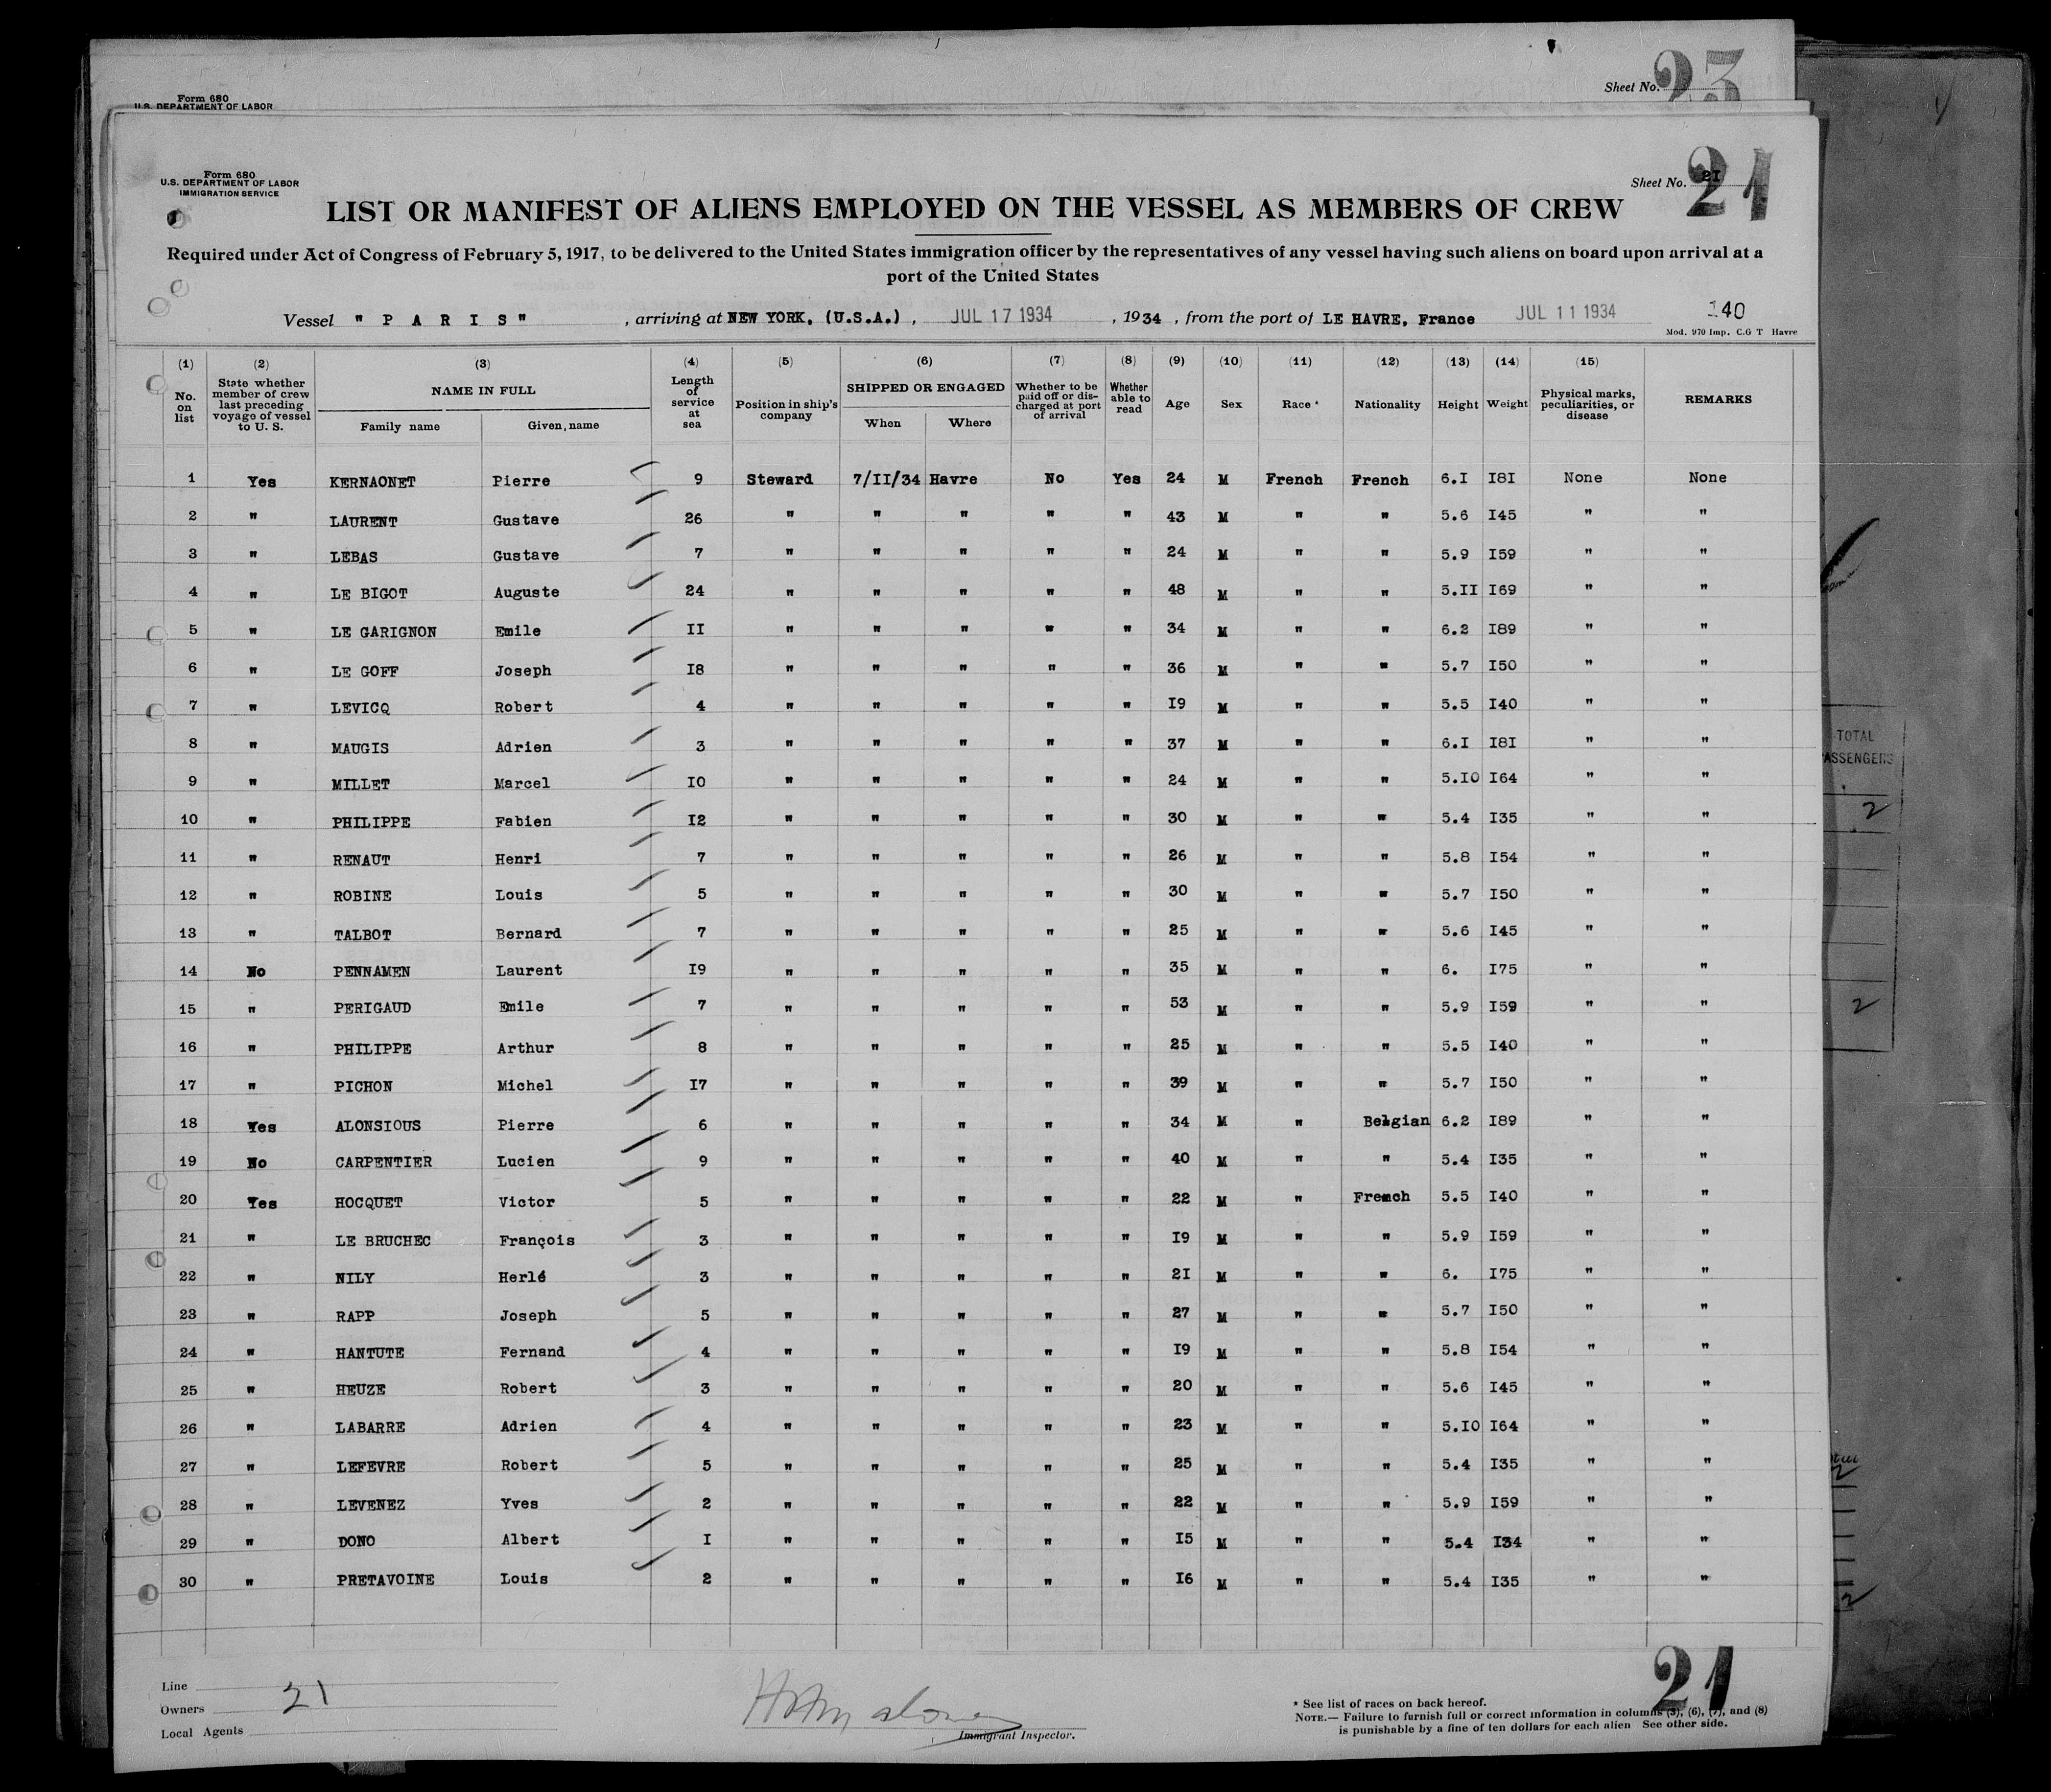 Form 680
U.S. DEPARTMENT OF LABOR
Sheet No. 23
Form 680
U.S. DEPARTMENT OF LABOR
IMMIGRATION SERVICE
Sheet No. 21
21
LIST OR MANIFEST OF ALIENS EMPLOYED ON THE VESSEL AS MEMBERS OF CREW
Required under Act of Congress of February 5, 1917, to be delivered to the United States immigration officer by the representatives of any vessel having such aliens on board upon arrival at a
port of the United States
Vessel "PARIS", arriving at NEW YORK, (U.S.A.), JUL 17 1934, 1934, from the port of LE HAVRE, France JUL 11 1934 140
Mod. 970 Imp. C.G T Havre
(1) (2) (3) (4) (5) (6) (7) (8) (9) (10) (11) (12) (13) (14) (15)
No. on list | State whether member of crew last preceding voyage of vessel to U. S. | NAME IN FULL Family name Given name | Length of service at sea | Position in ship's company | SHIPPED OR ENGAGED When Where | Whether to be paid off or discharged at port of arrival | Whether able to read | Age | Sex | Race * | Nationality | Height | Weight | Physical marks, peculiarities, or disease | REMARKS
1 Yes KERNAONET Pierre 9 Steward 7/II/34 Havre No Yes 24 M French French 6.I I8I None None
2 " LAURENT Gustave 26 " " " " " 43 M " " 5.6 I45 " "
3 " LEBAS Gustave 7 " " " " " 24 M " " 5.9 I59 " "
4 " LE BIGOT Auguste 24 " " " " " 48 M " " 5.II I69 " "
5 " LE GARIGNON Emile II " " " " " 34 M " " 6.2 I89 " "
6 " LE GOFF Joseph I8 " " " " " 36 M " " 5.7 I50 " "
7 " LEVICQ Robert 4 " " " " " I9 M " " 5.5 I40 " "
8 " MAUGIS Adrien 3 " " " " " 37 M " " 6.I I8I " "
9 " MILLET Marcel I0 " " " " " 24 M " " 5.I0 I64 " "
10 " PHILIPPE Fabien I2 " " " " " 30 M " " 5.4 I35 " "
11 " RENAUT Henri 7 " " " " " 26 M " " 5.8 I54 " "
12 " ROBINE Louis 5 " " " " " 30 M " " 5.7 I50 " "
13 " TALBOT Bernard 7 " " " " " 25 M " " 5.6 I45 " "
14 No PENNAMEN Laurent I9 " " " " " 35 M " " 6. I75 " "
15 " PERIGAUD Emile 7 " " " " " 53 M " " 5.9 I59 " "
16 " PHILIPPE Arthur 8 " " " " " 25 M " " 5.5 I40 " "
17 " PICHON Michel I7 " " " " " 39 M " " 5.7 I50 " "
18 Yes ALONSIOUS Pierre 6 " " " " " 34 M " Belgian 6.2 I89 " "
19 No CARPENTIER Lucien 9 " " " " " 40 M " " 5.4 I35 " "
20 Yes HOCQUET Victor 5 " " " " " 22 M " French 5.5 I40 " "
21 " LE BRUCHEC François 3 " " " " " I9 M " " 5.9 I59 " "
22 " NILY Herlé 3 " " " " " 2I M " " 6. I75 " "
23 " RAPP Joseph 5 " " " " " 27 M " " 5.7 I50 " "
24 " HANTUTE Fernand 4 " " " " " I9 M " " 5.8 I54 " "
25 " HEUZE Robert 3 " " " " " 20 M " " 5.6 I45 " "
26 " LABARRE Adrien 4 " " " " " 23 M " " 5.I0 I64 " "
27 " LEFEVRE Robert 5 " " " " " 25 M " " 5.4 I35 " "
28 " LEVENEZ Yves 2 " " " " " 22 M " " 5.9 I59 " "
29 " DONO Albert I " " " " " I5 M " " 5.4 I34 " "
30 " PRETAVOINE Louis 2 " " " " " I6 M " " 5.4 I35 " "
TOTAL
PASSENGERS
2
2
2
Line
Owners 21
Local Agents
Immigrant Inspector.
21
* See list of races on back hereof.
NOTE.— Failure to furnish full or correct information in columns (3), (6), (7), and (8)
is punishable by a fine of ten dollars for each alien See other side.